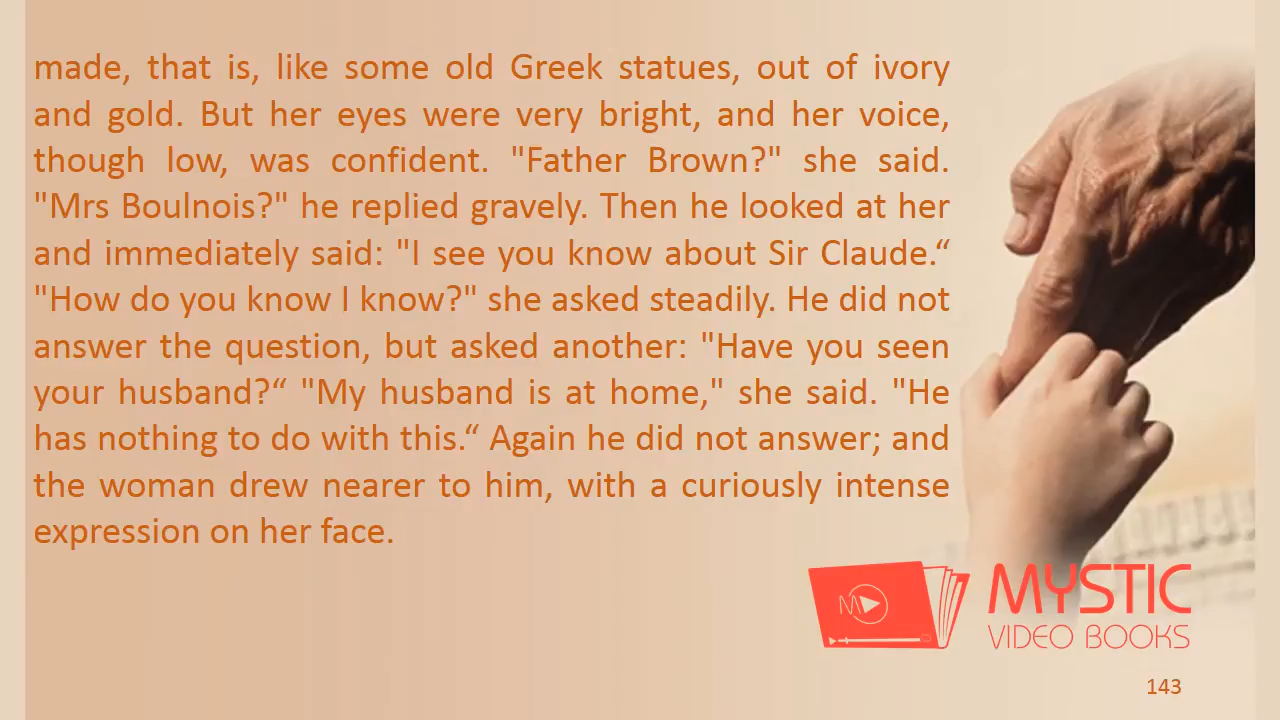 made, that is, like some old Greek statues, out of ivory
and gold. But her eyes were very bright, and her voice,
though low, was confident. "Father Brown?" she said.
"Mrs Boulnois?" he replied gravely. Then he looked at her
and immediately said: "I see you know about Sir Claude.“
"How do you know I know?" she asked steadily. He did not
answer the question, but asked another: "Have you seen
your husband?“ "My husband is at home," she said. "He
has nothing to do with this.“ Again he did not answer; and
the woman drew nearer to him, with a curiously intense
expression on her face.
M
MYSTIC
VIDEO BOOKS
143